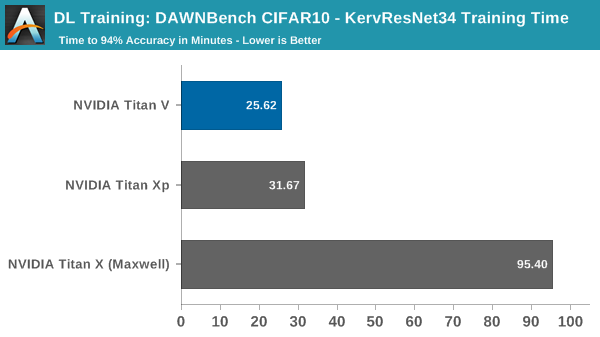 DL Training: DAWNBench CIFAR10 - KervResNet34 Training Time
Time to 94% Accuracy in Minutes - Lower is Better
NVIDIA Titan V
25.62
NVIDIA Titan Xp
31.67
NVIDIA Titan X (Maxwell)
95.40
0 10 20 30 40 50 60 70 80 90 100